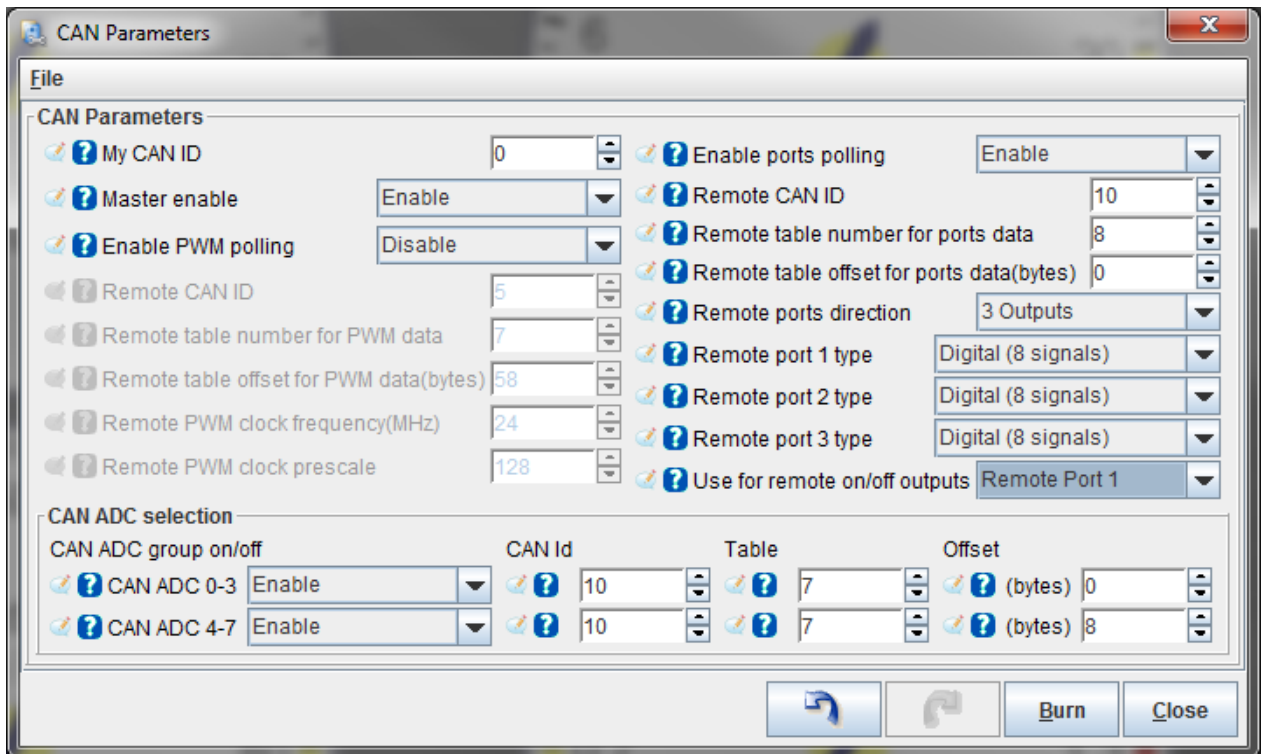 CAN Parameters
File
CAN Parameters
My CAN ID 0
Master enable Enable
Enable PWM polling Disable
Remote CAN ID 5
Remote table number for PWM data 7
Remote table offset for PWM data(bytes) 58
Remote PWM clock frequency(MHz) 24
Remote PWM clock prescale 128
Enable ports polling Enable
Remote CAN ID 10
Remote table number for ports data 8
Remote table offset for ports data(bytes) 0
Remote ports direction 3 Outputs
Remote port 1 type Digital (8 signals)
Remote port 2 type Digital (8 signals)
Remote port 3 type Digital (8 signals)
Use for remote on/off outputs Remote Port 1
CAN ADC selection
CAN ADC group on/off CAN Id Table Offset
CAN ADC 0-3 Enable 10 7 (bytes) 0
CAN ADC 4-7 Enable 10 7 (bytes) 8
Burn Close